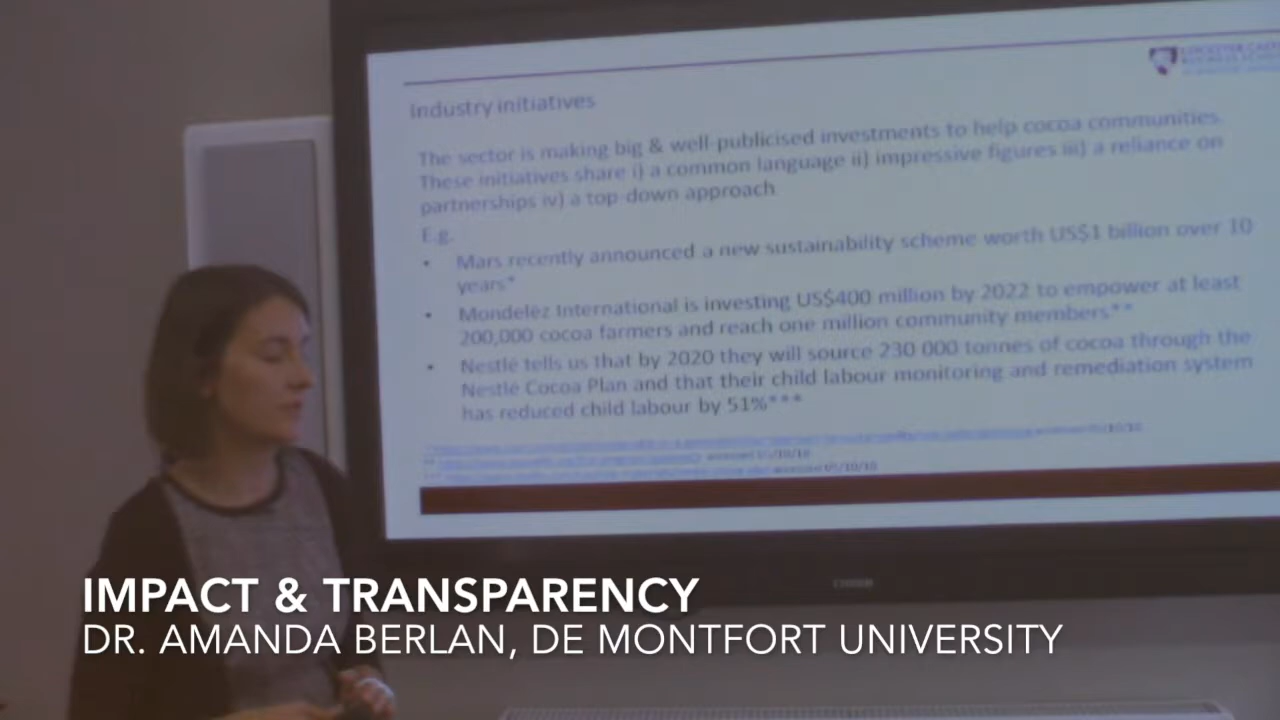 Industry initiatives
The sector is making big & well-publicised investments to help cocoa communities.
These initiatives share i) a common language ii) impressive figures iii) a reliance on
partnerships iv) a top-down approach
E.g.
• Mars recently announced a new sustainability scheme worth US$1 billion over 10
years*
• Mondelēz International is investing US$400 million by 2022 to empower at least
200,000 cocoa farmers and reach one million community members**
• Nestlé tells us that by 2020 they will source 230 000 tonnes of cocoa through the
Nestlé Cocoa Plan and that their child labour monitoring and remediation system
has reduced child labour by 51%***
IMPACT & TRANSPARENCY
DR. AMANDA BERLAN, DE MONTFORT UNIVERSITY